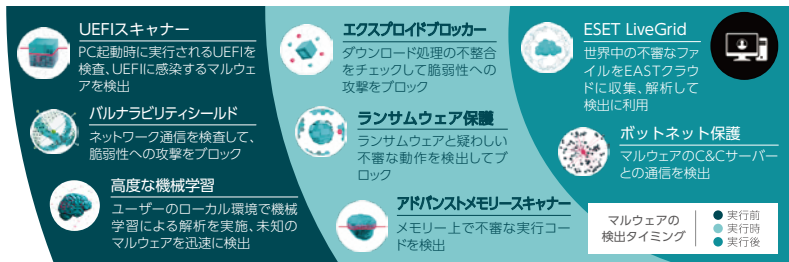 UEFIスキャナー
PC起動時に実行されるUEFIを
検査、UEFIに感染するマルウェ
アを検出
バルナラビリティシールド
ネットワーク通信を検査して、
脆弱性への攻撃をブロック
高度な機械学習
ユーザーのローカル環境で機械
学習による解析を実施、未知の
マルウェアを迅速に検出
エクスプロイドブロッカー
ダウンロード処理の不整合
をチェックして脆弱性への
攻撃をブロック
ランサムウェア保護
ランサムウェアと疑わしい
不審な動作を検出してブ
ロック
アドバンストメモリースキャナー
メモリー上で不審な実行コー
ドを検出
ESET LiveGrid
世界中の不審なファ
イルをEASTクラウ
ドに収集、解析して
検出に利用
ボットネット保護
マルウェアのC&Cサーバー
との通信を検出
マルウェアの
検出タイミング
実行前
実行時
実行後